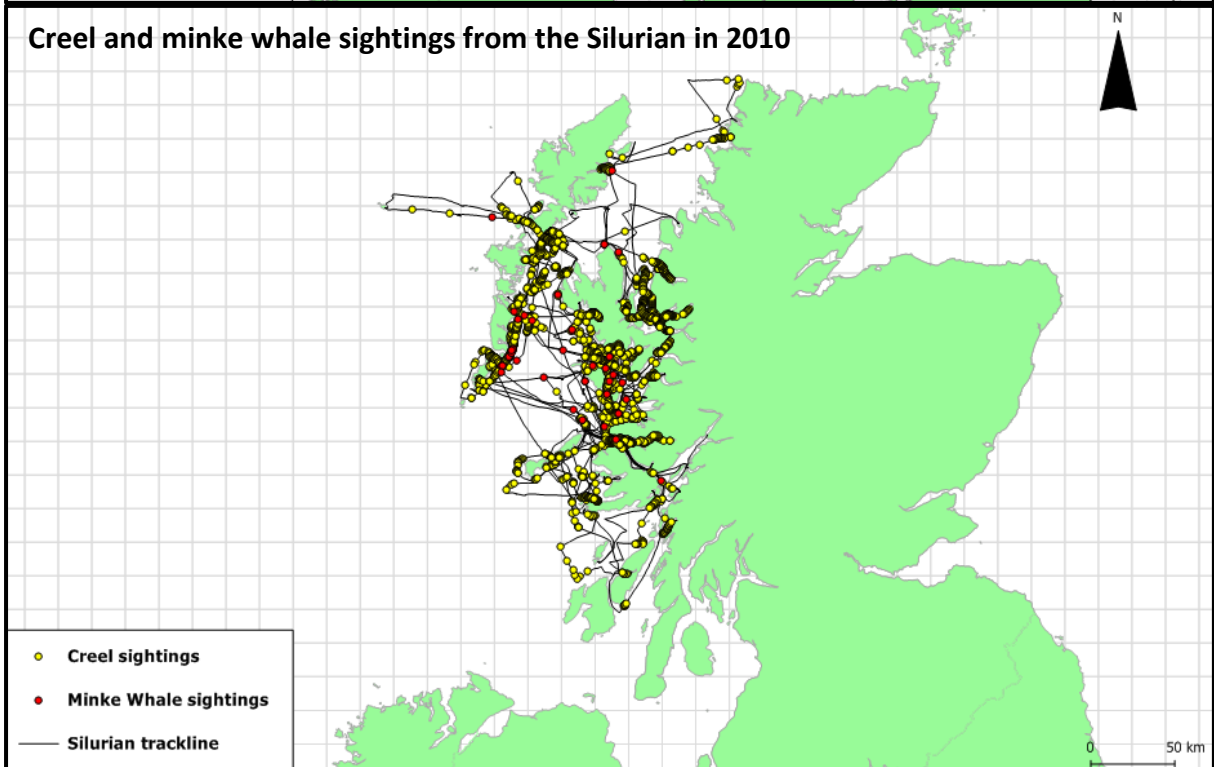 Creel and minke whale sightings from the Silurian in 2010
N
Creel sightings
Minke Whale sightings
Silurian trackline
0 50 km